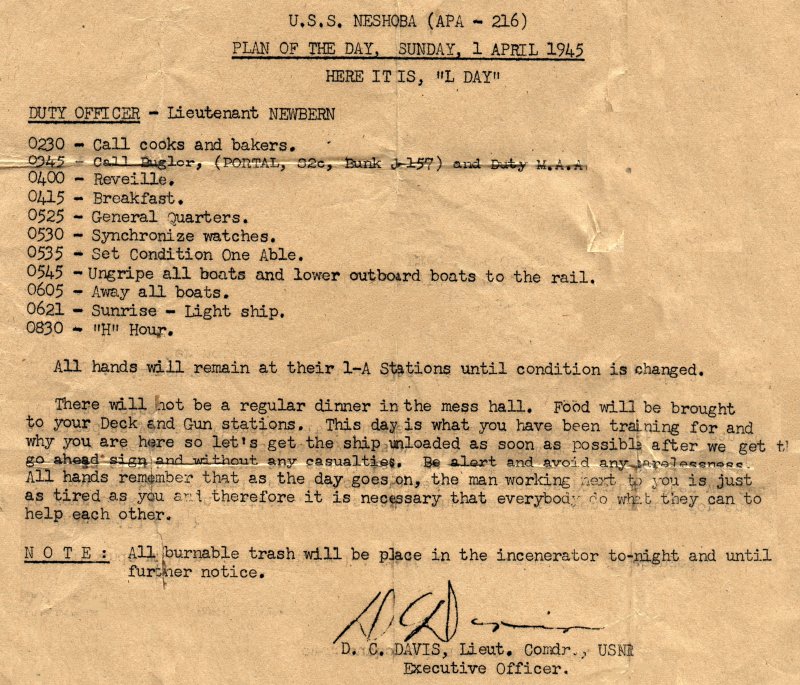 U.S.S. NESHOBA (APA - 216)
PLAN OF THE DAY, SUNDAY, 1 APRIL 1945
HERE IT IS, "L DAY"
DUTY OFFICER - Lieutenant NEWBERN
0230 - Call cooks and bakers.
0345 - Call Buglor, (PORTAL, S2c, Bunk J-157) and Duty M.A.A.
0400 - Reveille.
0415 - Breakfast.
0525 - General Quarters.
0530 - Synchronize watches.
0535 - Set Condition One Able.
0545 - Ungripe all boats and lower outboard boats to the rail.
0605 - Away all boats.
0621 - Sunrise - Light ship.
0830 - "H" Hour.
All hands will remain at their 1-A Stations until condition is changed.
There will not be a regular dinner in the mess hall. Food will be brought
to your Deck and Gun stations. This day is what you have been training for and
why you are here so let's get the ship unloaded as soon as possible after we get th
go ahead sign and without any casualties. Be alert and avoid any carelessness.
All hands remember that as the day goes on, the man working next to you is just
as tired as you and therefore it is necessary that everybody do what they can to
help each other.
NOTE: All burnable trash will be place in the incenerator to-night and until
further notice.
D. C. DAVIS, Lieut. Comdr., USNR
Executive Officer.